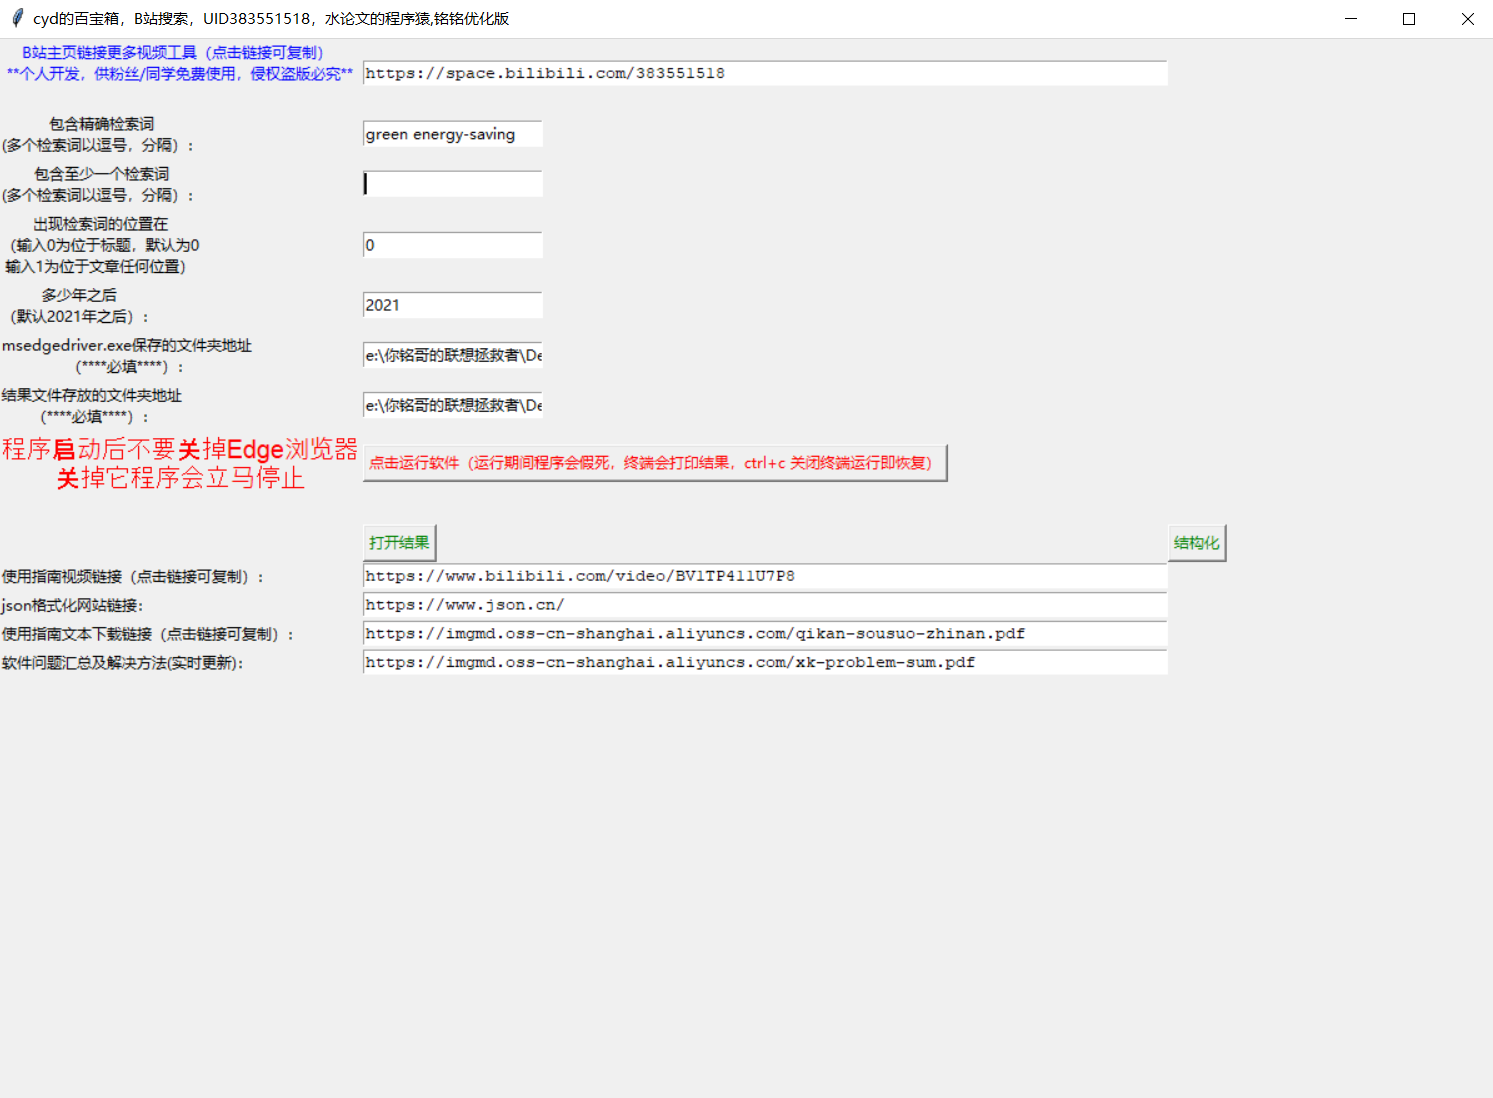 cyd的百宝箱，B站搜索，UID383551518，水论文的程序猿,铭铭优化版
B站主页链接更多视频工具（点击链接可复制）
**个人开发，供粉丝/同学免费使用，侵权盗版必究**
https://space.bilibili.com/383551518
包含精确检索词
(多个检索词以逗号，分隔）：
green energy-saving
包含至少一个检索词
(多个检索词以逗号，分隔）：
出现检索词的位置在
(输入0为位于标题，默认为0
输入1为位于文章任何位置)
0
多少年之后
(默认2021年之后）：
2021
msedgedriver.exe保存的文件夹地址
(****必填****）：
e:\你铭哥的联想拯救者\De
结果文件存放的文件夹地址
(****必填****）：
e:\你铭哥的联想拯救者\De
程序启动后不要关掉Edge浏览器
关掉它程序会立马停止
点击运行软件（运行期间程序会假死，终端会打印结果，ctrl+c 关闭终端运行即恢复）
打开结果
结构化
使用指南视频链接（点击链接可复制）：
https://www.bilibili.com/video/BV1TP411U7P8
json格式化网站链接：
https://www.json.cn/
使用指南文本下载链接（点击链接可复制）：
https://imgmd.oss-cn-shanghai.aliyuncs.com/qikan-sousuo-zhinan.pdf
软件问题汇总及解决方法(实时更新)：
https://imgmd.oss-cn-shanghai.aliyuncs.com/xk-problem-sum.pdf